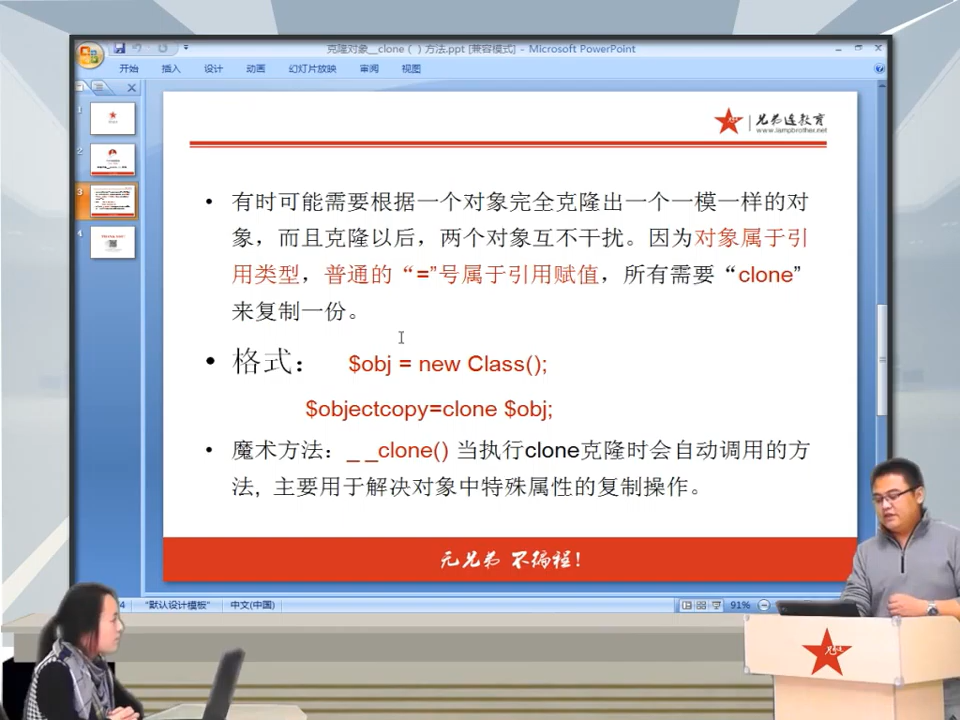 克隆对象__clone（）方法.ppt [兼容模式] - Microsoft PowerPoint
开始 插入 设计 动画 幻灯片放映 审阅 视图
1
2
3
4
兄弟连教育
www.lampbrother.net
• 有时可能需要根据一个对象完全克隆出一个一模一样的对
象，而且克隆以后，两个对象互不干扰。因为对象属于引
用类型，普通的“=”号属于引用赋值，所有需要“clone”
来复制一份。
• 格式： $obj = new Class();
$objectcopy=clone $obj;
• 魔术方法：_ _clone() 当执行clone克隆时会自动调用的方
法, 主要用于解决对象中特殊属性的复制操作。
无兄弟 不编程!
4 "默认设计模板" 中文(中国) 91%